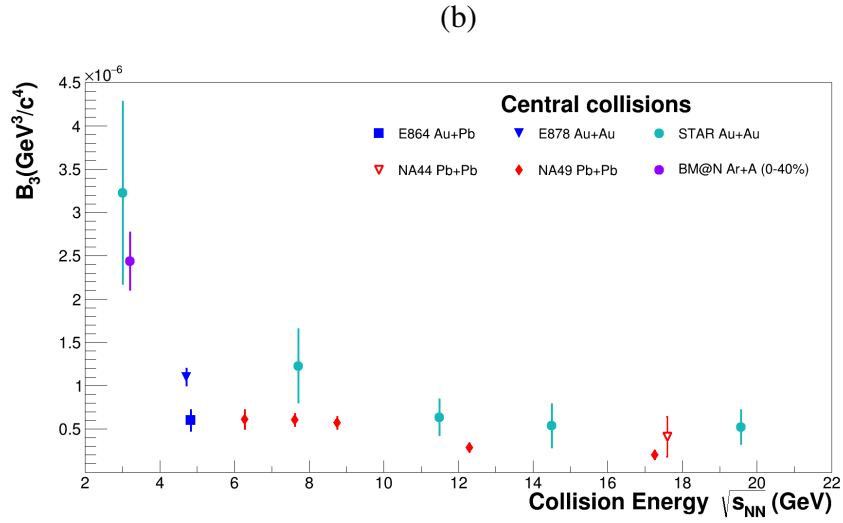 (b)
×10⁻⁶
B₃(GeV³/c⁴)
4.5
4
3.5
3
2.5
2
1.5
1
0.5
Central collisions
E864 Au+Pb
E878 Au+Au
STAR Au+Au
NA44 Pb+Pb
NA49 Pb+Pb
BM@N Ar+A (0-40%)
2 4 6 8 10 12 14 16 18 20 22
Collision Energy √s_NN (GeV)